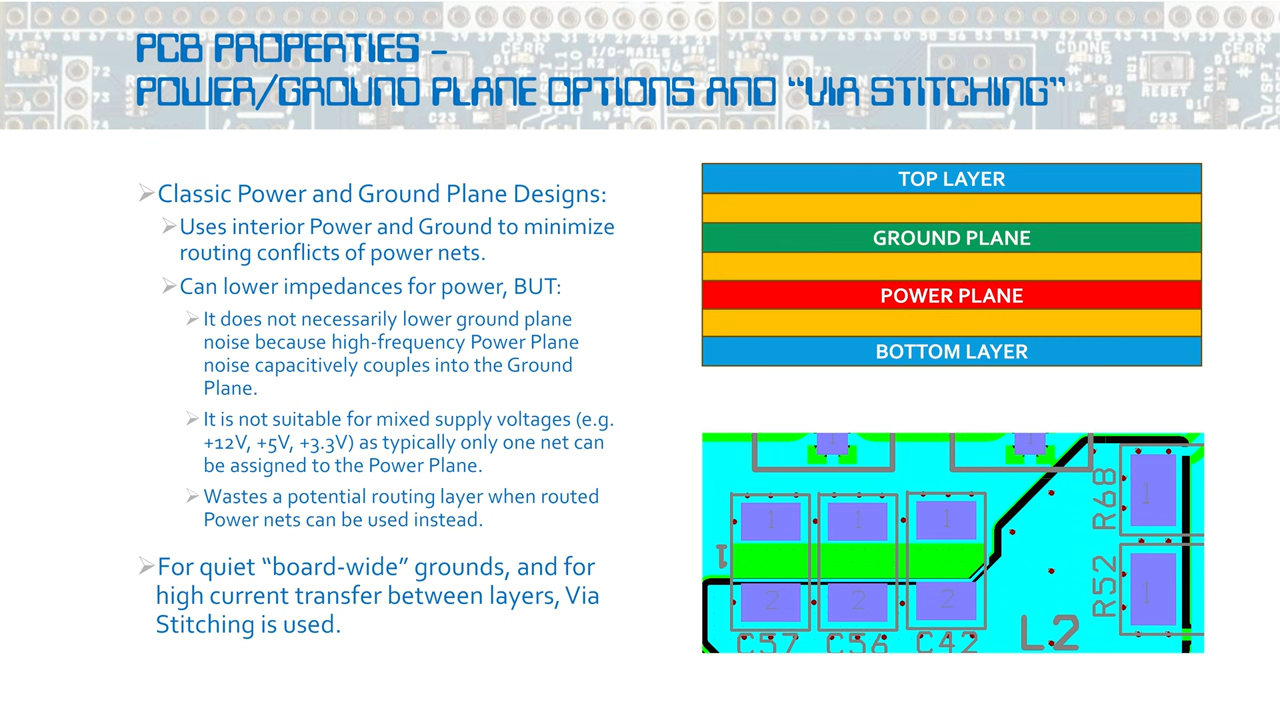 PCB PROPERTIES –
POWER/GROUND PLANE OPTIONS AND “VIA STITCHING”
Classic Power and Ground Plane Designs:
Uses interior Power and Ground to minimize
routing conflicts of power nets.
Can lower impedances for power, BUT:
It does not necessarily lower ground plane
noise because high-frequency Power Plane
noise capacitively couples into the Ground
Plane.
It is not suitable for mixed supply voltages (e.g.
+12V, +5V, +3.3V) as typically only one net can
be assigned to the Power Plane.
Wastes a potential routing layer when routed
Power nets can be used instead.
For quiet “board-wide” grounds, and for
high current transfer between layers, Via
Stitching is used.
TOP LAYER
GROUND PLANE
POWER PLANE
BOTTOM LAYER
1 1
1 1 1
1
2 2 2
C57 C56 C42
L2
R68
1
R52
1